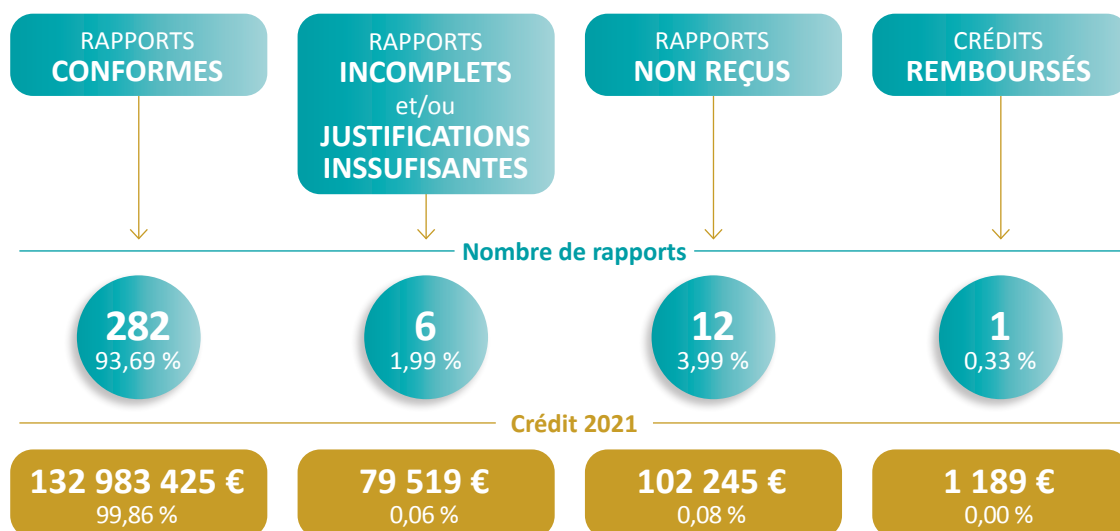 RAPPORTS
CONFORMES
RAPPORTS
INCOMPLETS
et/ou
JUSTIFICATIONS
INSSUFISANTES
RAPPORTS
NON REÇUS
CRÉDITS
REMBOURSÉS
Nombre de rapports
282
93,69 %
6
1,99 %
12
3,99 %
1
0,33 %
Crédit 2021
132 983 425 €
99,86 %
79 519 €
0,06 %
102 245 €
0,08 %
1 189 €
0,00 %